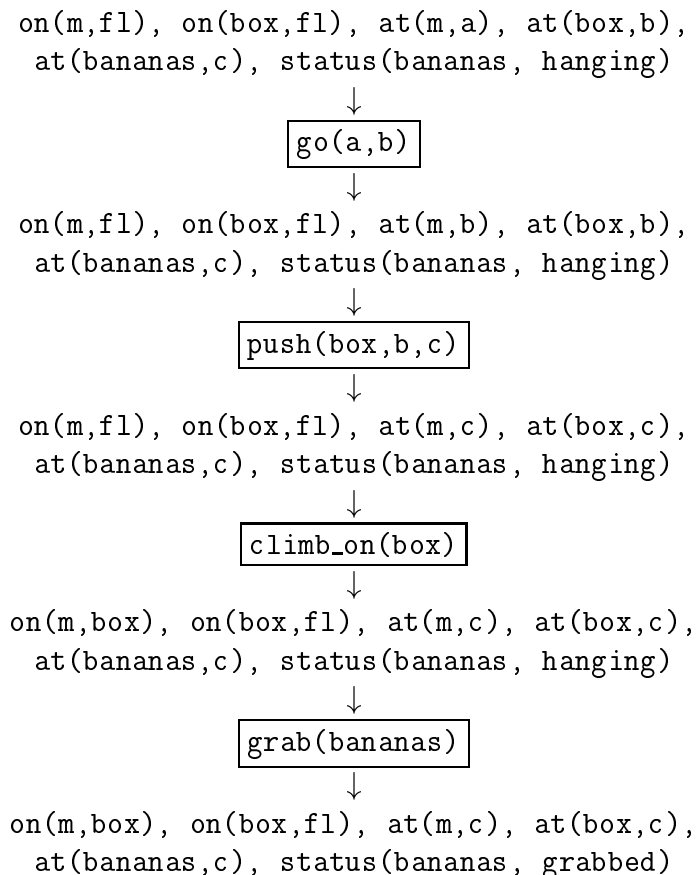 on(m,fl), on(box,fl), at(m,a), at(box,b),
at(bananas,c), status(bananas, hanging)
↓
go(a,b)
↓
on(m,fl), on(box,fl), at(m,b), at(box,b),
at(bananas,c), status(bananas, hanging)
↓
push(box,b,c)
↓
on(m,fl), on(box,fl), at(m,c), at(box,c),
at(bananas,c), status(bananas, hanging)
↓
climb_on(box)
↓
on(m,box), on(box,fl), at(m,c), at(box,c),
at(bananas,c), status(bananas, hanging)
↓
grab(bananas)
↓
on(m,box), on(box,fl), at(m,c), at(box,c),
at(bananas,c), status(bananas, grabbed)